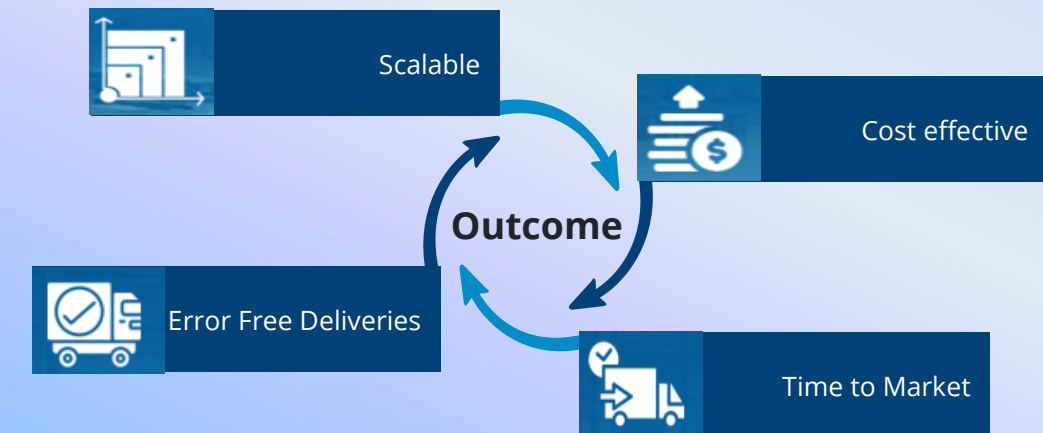 Scalable
Cost effective
Outcome
Error Free Deliveries
Time to Market